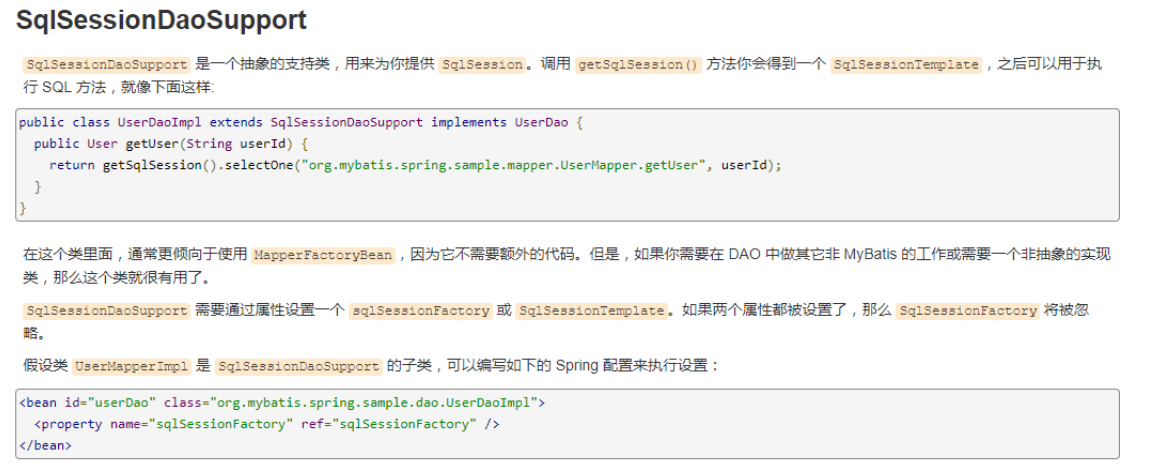 SqlSessionDaoSupport
SqlSessionDaoSupport 是一个抽象的支持类，用来为你提供 SqlSession。调用 getSqlSession() 方法你会得到一个 SqlSessionTemplate，之后可以用于执
行 SQL 方法，就像下面这样:
public class UserDaoImpl extends SqlSessionDaoSupport implements UserDao {
  public User getUser(String userId) {
    return getSqlSession().selectOne("org.mybatis.spring.sample.mapper.UserMapper.getUser", userId);
  }
}
在这个类里面，通常更倾向于使用 MapperFactoryBean，因为它不需要额外的代码。但是，如果你需要在 DAO 中做其它非 MyBatis 的工作或需要一个非抽象的实现
类，那么这个类就很有用了。
SqlSessionDaoSupport 需要通过属性设置一个 sqlSessionFactory 或 SqlSessionTemplate。如果两个属性都被设置了，那么 SqlSessionFactory 将被忽
略。
假设类 UserMapperImpl 是 SqlSessionDaoSupport 的子类，可以编写如下的 Spring 配置来执行设置：
<bean id="userDao" class="org.mybatis.spring.sample.dao.UserDaoImpl">
  <property name="sqlSessionFactory" ref="sqlSessionFactory" />
</bean>